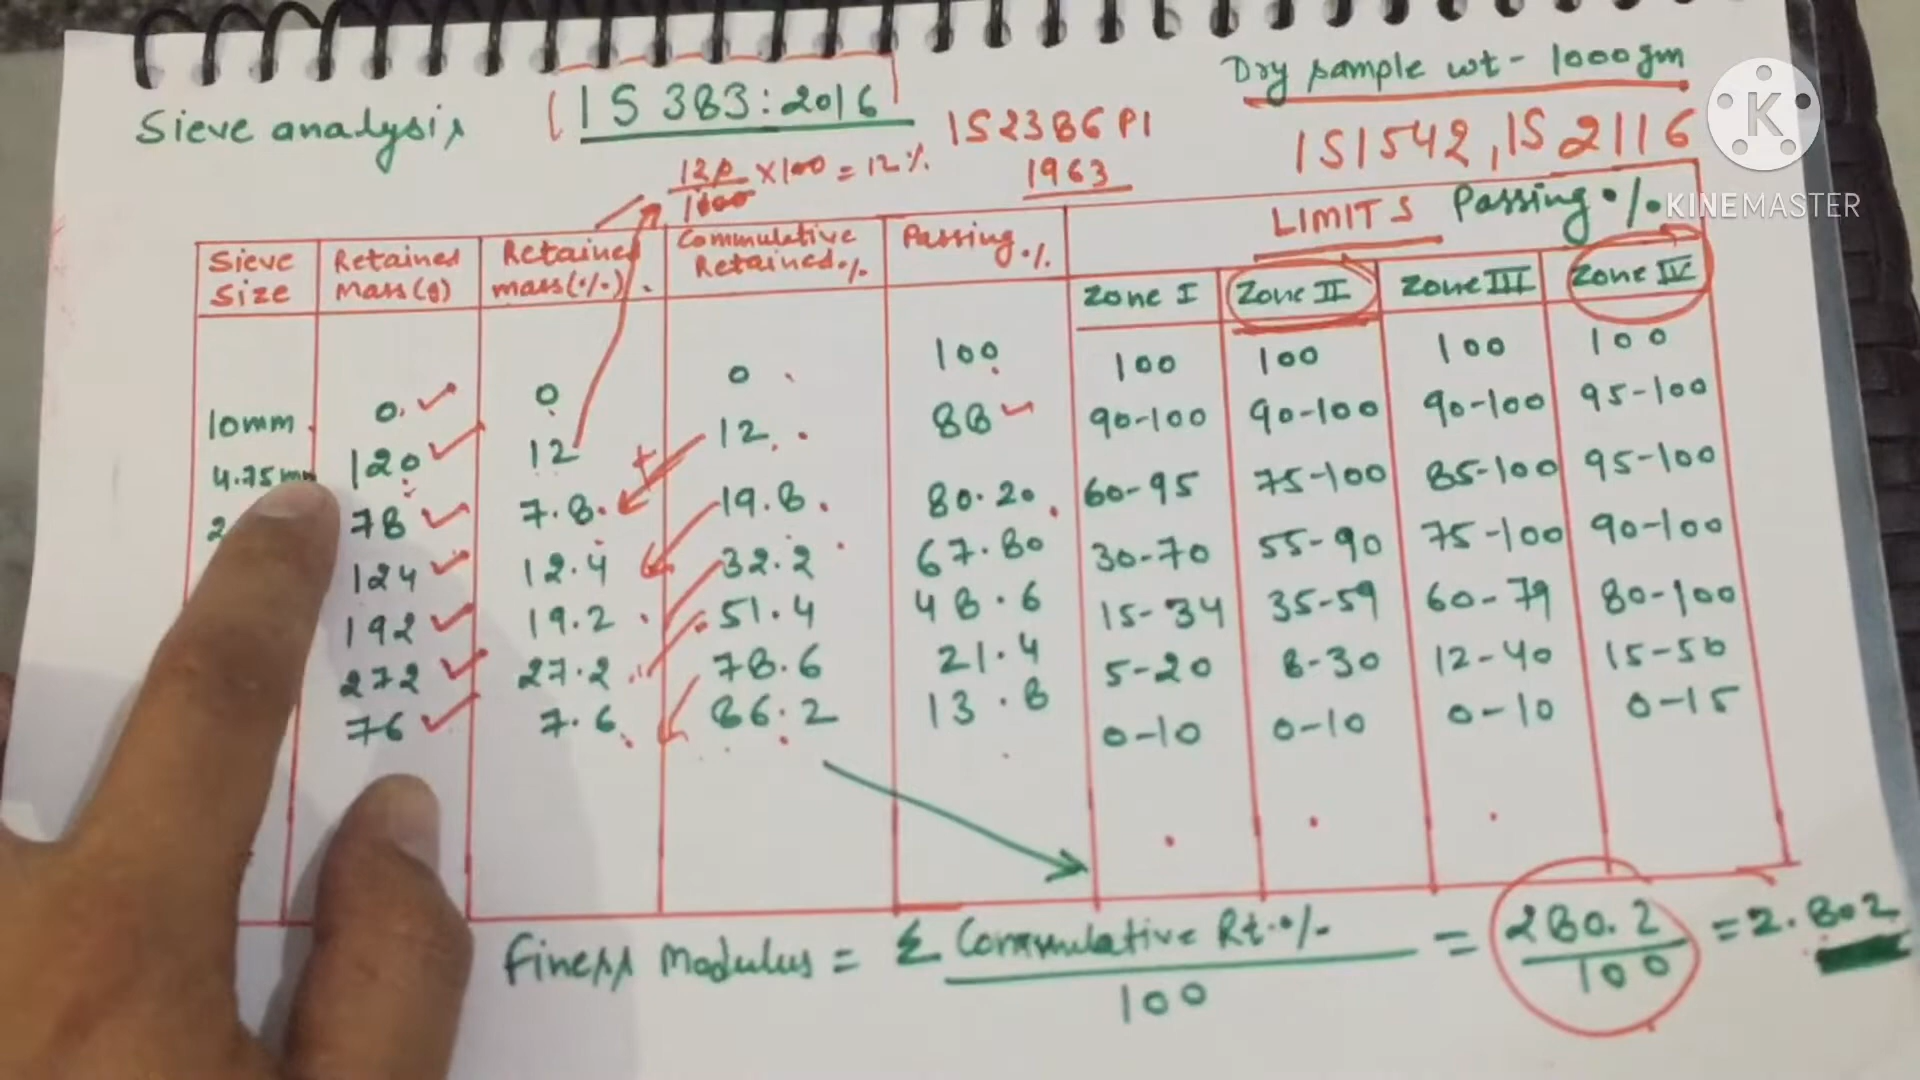 Dry sample wt - 1000gm
Sieve analysis
IS 383:2016
IS2386 P1
1963
IS1542, IS 2116
K
KINEMASTER
120/1000 x100 = 12%
Sieve Size | Retained Mass(g) | Retained mass(%) | Commulative Retained% | Passing% | LIMITS Passing %
Zone I | Zone II | Zone III | Zone IV
10mm | 0 | 0 | 0 | 100 | 100 | 100 | 100 | 100
4.75mm | 120 | 12 | 12 | 88 | 90-100 | 90-100 | 90-100 | 95-100
78 | 7.8 | 19.8 | 80.20 | 60-95 | 75-100 | 85-100 | 95-100
124 | 12.4 | 32.2 | 67.80 | 30-70 | 55-90 | 75-100 | 90-100
192 | 19.2 | 51.4 | 48.6 | 15-34 | 35-59 | 60-79 | 80-100
272 | 27.2 | 78.6 | 21.4 | 5-20 | 8-30 | 12-40 | 15-50
76 | 7.6 | 86.2 | 13.8 | 0-10 | 0-10 | 0-10 | 0-15
Finess Modulus = Σ Commulative Rt.% / 100 = 280.2 / 100 = 2.802